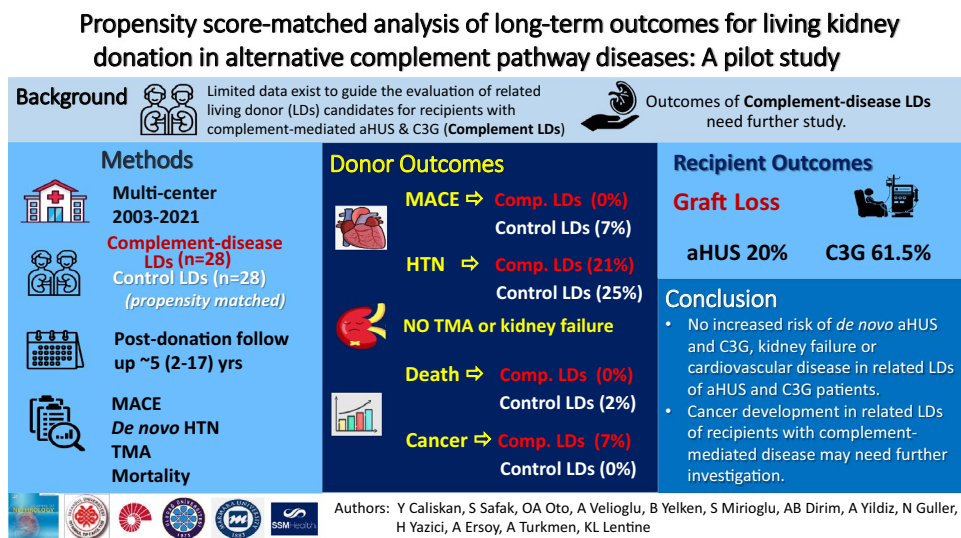 Propensity score-matched analysis of long-term outcomes for living kidney
donation in alternative complement pathway diseases: A pilot study
Background
Limited data exist to guide the evaluation of related
living donor (LDs) candidates for recipients with
complement-mediated aHUS & C3G (Complement LDs)
Outcomes of Complement-disease LDs
need further study.
Methods
Multi-center
2003-2021
Complement-disease
LDs (n=28)
Control LDs (n=28)
(propensity matched)
Post-donation follow
up ~5 (2-17) yrs
MACE
De novo HTN
TMA
Mortality
Donor Outcomes
MACE ⇨ Comp. LDs (0%)
Control LDs (7%)
HTN ⇨ Comp. LDs (21%)
Control LDs (25%)
NO TMA or kidney failure
Death ⇨ Comp. LDs (0%)
Control LDs (2%)
Cancer ⇨ Comp. LDs (7%)
Control LDs (0%)
Recipient Outcomes
Graft Loss
aHUS 20% C3G 61.5%
Conclusion
• No increased risk of de novo aHUS
and C3G, kidney failure or
cardiovascular disease in related LDs
of aHUS and C3G patients.
• Cancer development in related LDs
of recipients with complement-
mediated disease may need further
investigation.
NEPHROLOGY
1975
MARMARA UNIVERSITY
1883
SSMHealth
Authors: Y Caliskan, S Safak, OA Oto, A Velioglu, B Yelken, S Mirioglu, AB Dirim, A Yildiz, N Guller,
H Yazici, A Ersoy, A Turkmen, KL Lentine